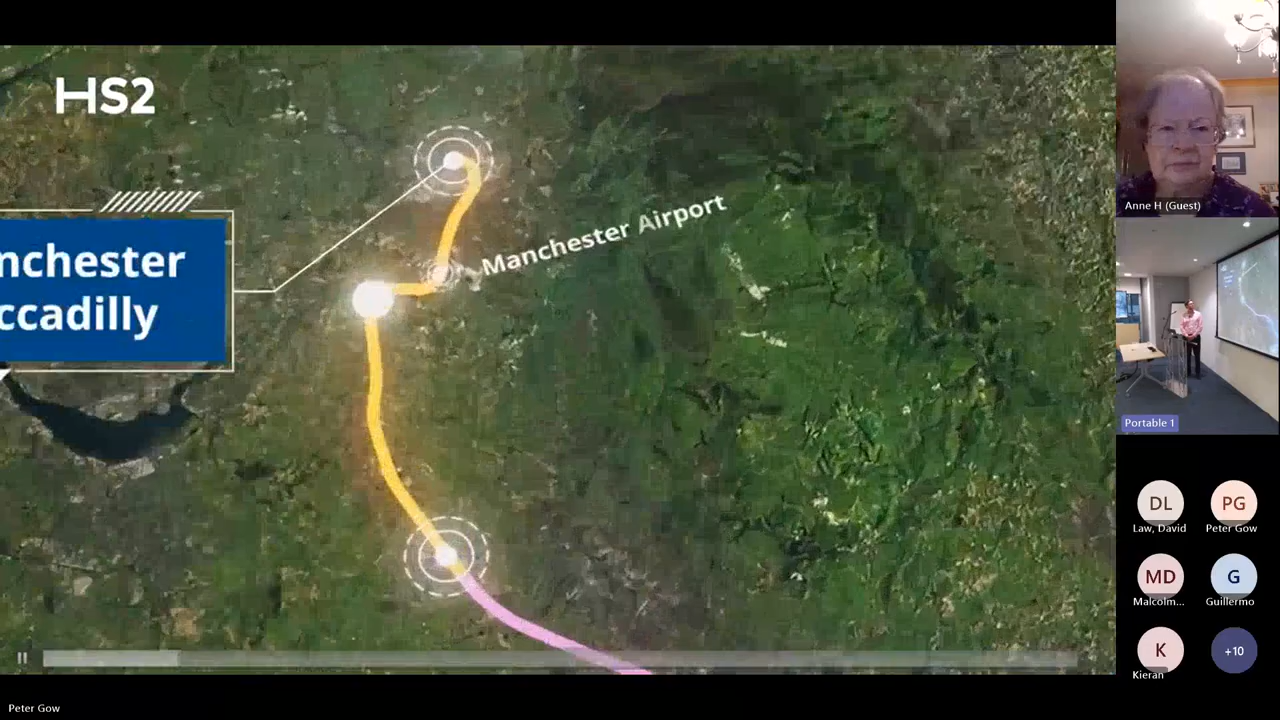 HS2
nchester
ccadilly
Manchester Airport
Anne H (Guest)
Portable 1
DL
Law, David
PG
Peter Gow
MD
Malcolm...
G
Guillermo
K
Kieran
+10
Peter Gow